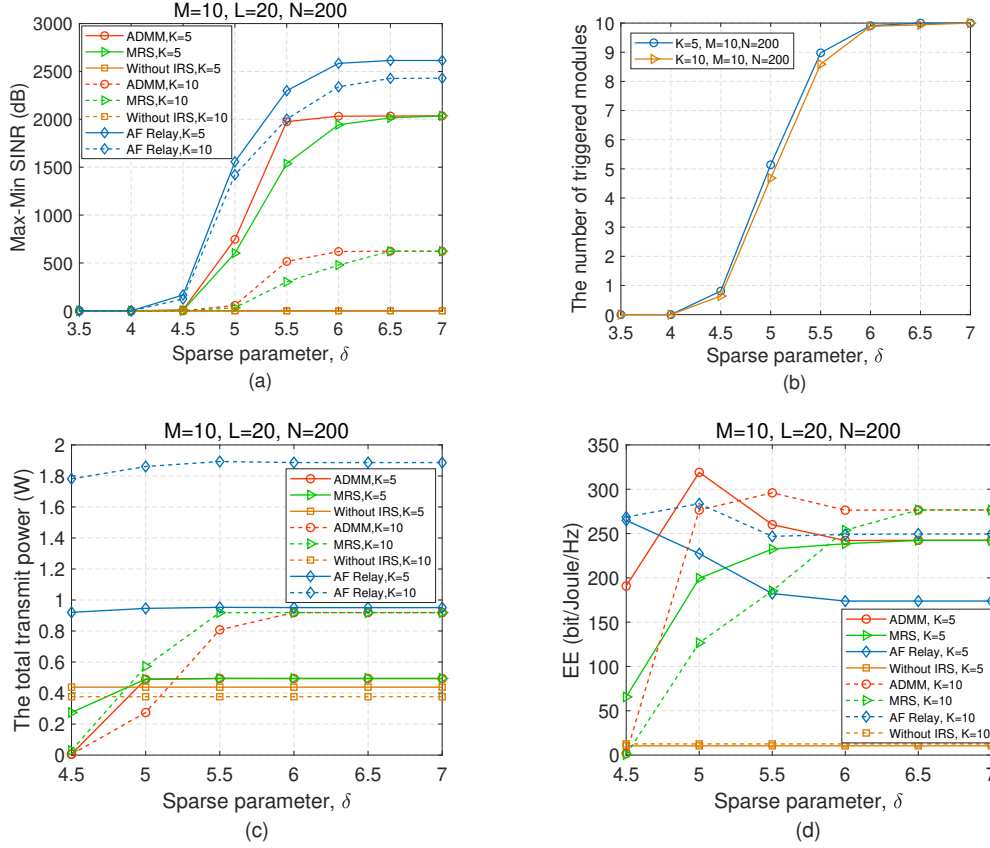 M=10, L=20, N=200
Max-Min SINR (dB)
3000
2500
2000
1500
1000
500
0
ADMM,K=5
MRS,K=5
Without IRS,K=5
ADMM,K=10
MRS,K=10
Without IRS,K=10
AF Relay,K=5
AF Relay,K=10
3.5 4 4.5 5 5.5 6 6.5 7
Sparse parameter, δ
(a)
The number of triggered modules
10
9
8
7
6
5
4
3
2
1
0
K=5, M=10,N=200
K=10, M=10, N=200
3.5 4 4.5 5 5.5 6 6.5 7
Sparse parameter, δ
(b)
M=10, L=20, N=200
The total transmit power (W)
2
1.8
1.6
1.4
1.2
1
0.8
0.6
0.4
0.2
0
ADMM,K=5
MRS,K=5
Without IRS,K=5
ADMM,K=10
MRS,K=10
Without IRS,K=10
AF Relay,K=5
AF Relay,K=10
4.5 5 5.5 6 6.5 7
Sparse parameter, δ
(c)
M=10, L=20, N=200
EE (bit/Joule/Hz)
350
300
250
200
150
100
50
0
ADMM, K=5
MRS, K=5
AF Relay, K=5
Without IRS, K=5
ADMM, K=10
MRS, K=10
AF Relay, K=10
Without IRS, K=10
4.5 5 5.5 6 6.5 7
Sparse parameter, δ
(d)